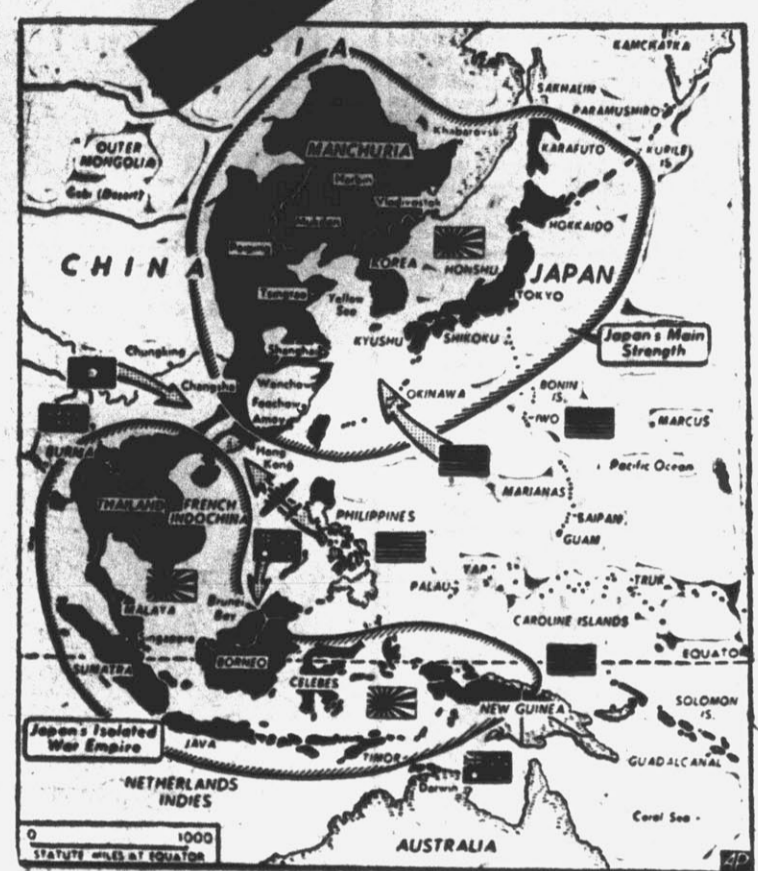 S I A
KAMCHATKA
SAKHALIN
PARAMUSHIRO
Khabarovsk
KARAFUTO
KURILE
IS.
OUTER
MONGOLIA
Gobi (Desert)
MANCHURIA
Harbin
Vladivostok
Mukden
HOKKAIDO
CHINA
Peiping
KOREA
HONSHU
JAPAN
TOKYO
Yellow
Sea
Shanghai
KYUSHU
SHIKOKU
Japan's Main
Strength
Chungking
Changsha
Wenchow
Foochow
Amoy
OKINAWA
BONIN
IS.
IWO
MARCUS
BURMA
Hong
Kong
Pacific Ocean
MARIANAS
THAILAND
FRENCH
INDOCHINA
PHILIPPINES
SAIPAN
GUAM
YAP
PALAU
TRUK
MALAYA
Brunei
Bay
CAROLINE ISLANDS
Singapore
EQUATOR
SUMATRA
BORNEO
CELEBES
NEW GUINEA
SOLOMON
IS.
Japan's Isolated
War Empire
JAVA
TIMOR
GUADALCANAL
NETHERLANDS
INDIES
Darwin
Coral Sea
AUSTRALIA
0 1000
STATUTE MILES AT EQUATOR